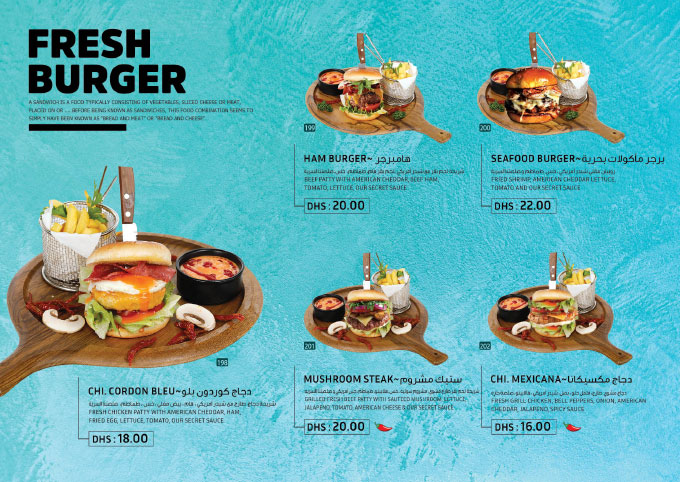 FRESH
BURGER
A SANDWICH IS A FOOD TYPICALLY CONSISTING OF VEGETABLES, SLICED CHEESE OR MEAT,
PLACED ON OR ... BEFORE BEING KNOWN AS SANDWICHES, THIS FOOD COMBINATION SEEMS TO
SIMPLY HAVE BEEN KNOWN AS "BREAD AND MEAT" OR "BREAD AND CHEESE".
199
HAM BURGER~هامبرجر
BEEF PATTY WITH AMERICAN CHEDDAR, BEEF HAM,
TOMATO, LETTUCE, OUR SECRET SAUCE
DHS : 20.00
200
SEAFOOD BURGER~برجر ماكولات بحرية
FRIED SHRIMP, AMERICAN CHEDDAR LETTUCE,
TOMATO AND OUR SECRET SAUCE
DHS : 22.00
198
CHI. CORDON BLEU~دجاج كوردون بلو
FRESH CHICKEN PATTY WITH AMERICAN CHEDDAR, HAM,
FRIED EGG, LETTUCE, TOMATO, OUR SECRET SAUCE
DHS : 18.00
201
MUSHROOM STEAK~ستيك مشروم
GRILLED FRESH BEEF PATTY WITH SAUTEED MUSHROOM, LETTUCE,
JALAPENO, TOMATO, AMERICAN CHEESE & OUR SECRET SAUCE
DHS : 20.00
202
CHI. MEXICANA~دجاج مكسيكانا
FRESH GRILL CHICKEN, BELL PEPPERS, ONION, AMERICAN
CHEDDAR, JALAPENO, SPICY SAUCE
DHS : 16.00